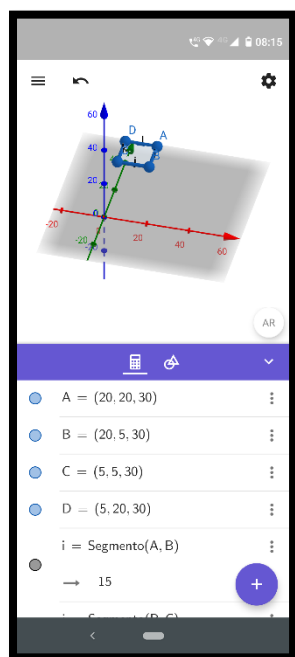 08:15
60
D
A
40
B
20
0
-20
-20
20
40
60
AR
A = (20, 20, 30)
B = (20, 5, 30)
C = (5, 5, 30)
D = (5, 20, 30)
i = Segmento(A, B)
→ 15
+